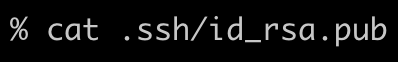 % cat .ssh/id_rsa.pub